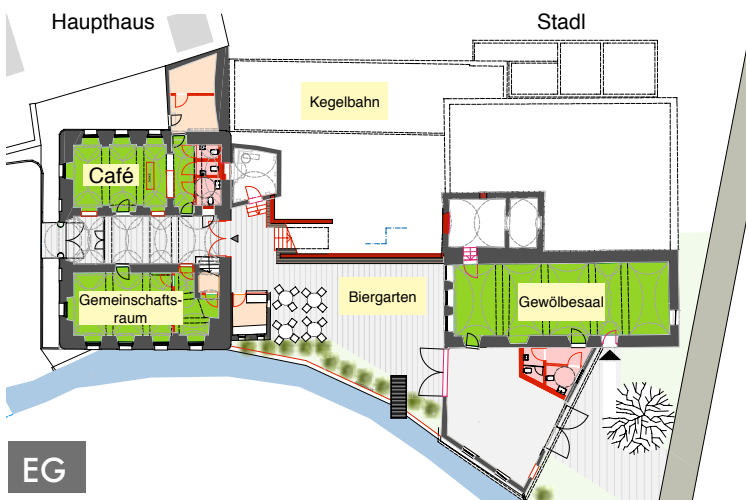 Haupthaus
Stadl
Kegelbahn
Café
Gemeinschafts-
raum
Biergarten
Gewölbesaal
EG